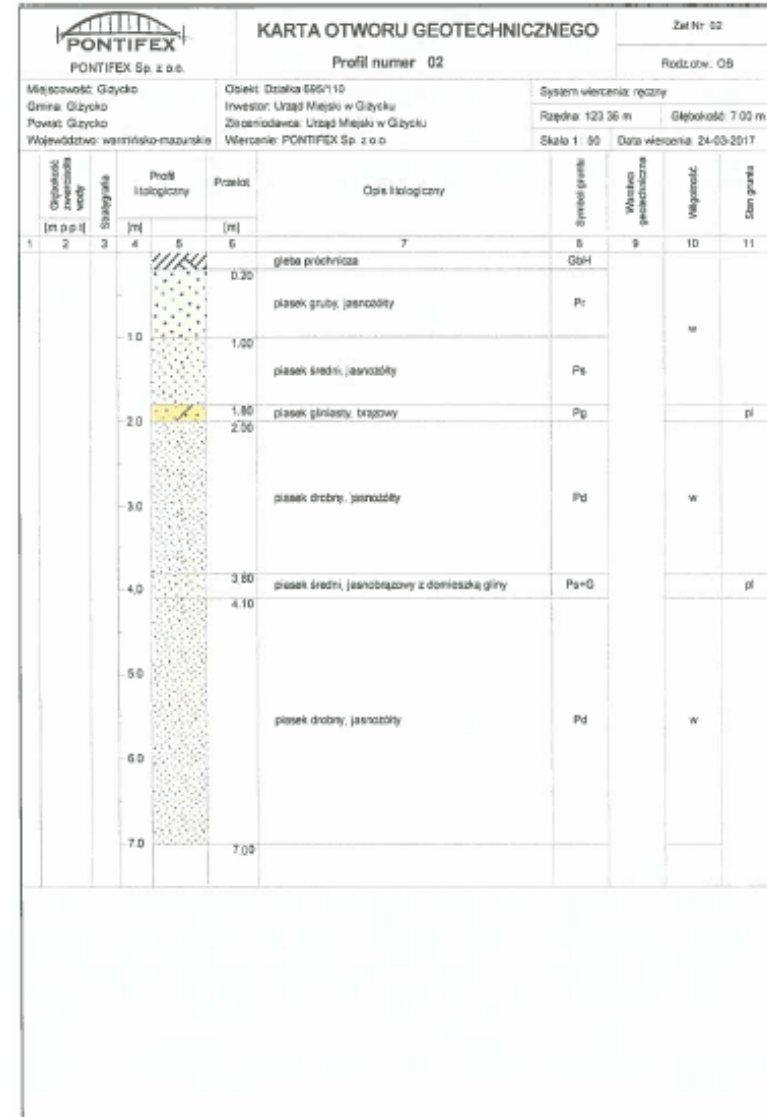 PONTIFEX
PONTIFEX Sp. z o.o.
KARTA OTWORU GEOTECHNICZNEGO
Profil numer 02
Zał Nr 02
Rodz.otw.: OB
Miejscowość: Giżycko
Gmina: Giżycko
Powiat: Giżycko
Województwo: warmińsko-mazurskie
Obiekt: Działka 695/110
Inwestor: Urząd Miejski w Giżycku
Zleceniodawca: Urząd Miejski w Giżycku
Wiercenie: PONTIFEX Sp. z o.o.
System wiercenia: ręczny
Rzędna: 123.36 m Głębokość: 7.00 m
Skala 1 : 50 Data wiercenia: 24-03-2017
Głębokość zwierciadła wody
[m p.p.t]
Stratygrafia
Profil litologiczny
[m]
Przelot
[m]
Opis litologiczny
Symbol gruntu
Warstwa geotechniczna
Wilgotność
Stan gruntu
1 2 3 4 5 6 7 8 9 10 11
gleba próchnicza GbH
0.20
piasek gruby, jasnożółty Pr
w
1.0 1.00
piasek średni, jasnożółty Ps
1.80 piasek gliniasty, brązowy Pg pl
2.0 2.00
3.0 piasek drobny, jasnożółty Pd w
3.80
4.0 piasek średni, jasnobrązowy z domieszką gliny Ps+G pl
4.10
5.0
piasek drobny, jasnożółty Pd w
6.0
7.0 7.00